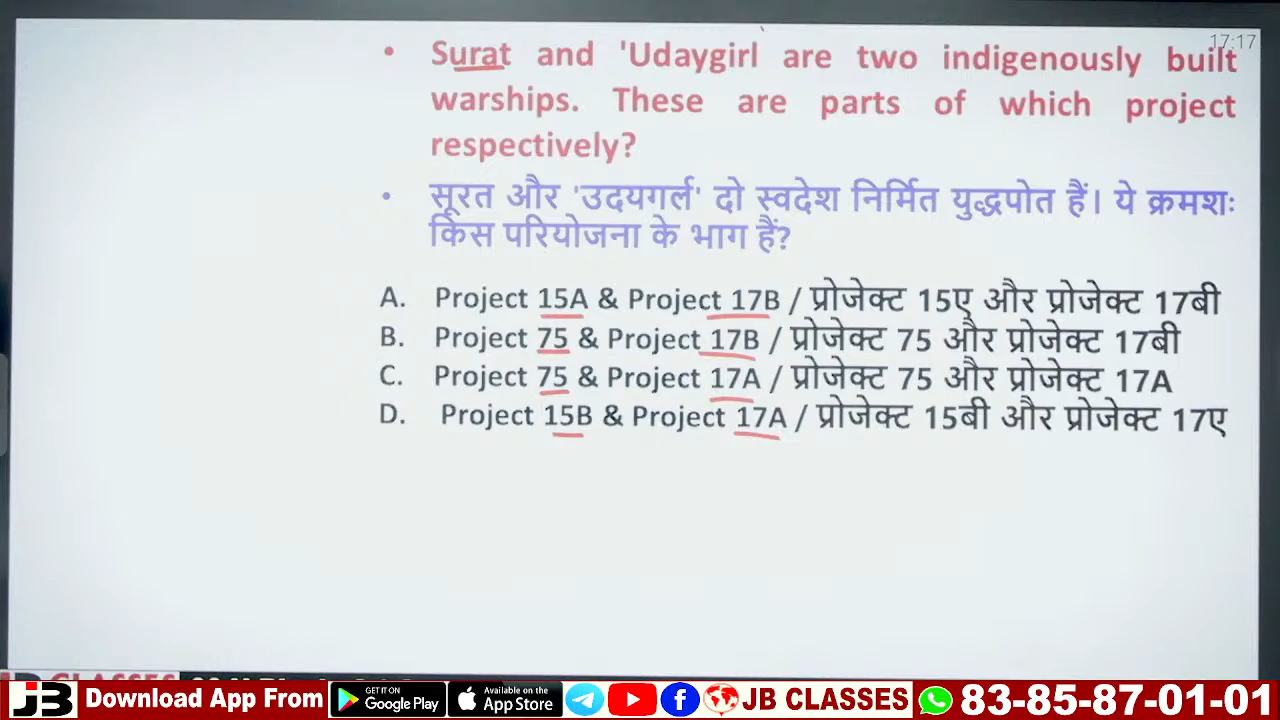 17:17
• Surat and 'Udaygirl are two indigenously built
warships. These are parts of which project
respectively?
• सूरत और 'उदयगर्ल' दो स्वदेश निर्मित युद्धपोत हैं। ये क्रमशः
किस परियोजना के भाग हैं?
A. Project 15A & Project 17B / प्रोजेक्ट 15ए और प्रोजेक्ट 17बी
B. Project 75 & Project 17B / प्रोजेक्ट 75 और प्रोजेक्ट 17बी
C. Project 75 & Project 17A / प्रोजेक्ट 75 और प्रोजेक्ट 17A
D. Project 15B & Project 17A / प्रोजेक्ट 15बी और प्रोजेक्ट 17ए
JB Download App From GET IT ON Google Play Available on the App Store JB CLASSES 83-85-87-01-01